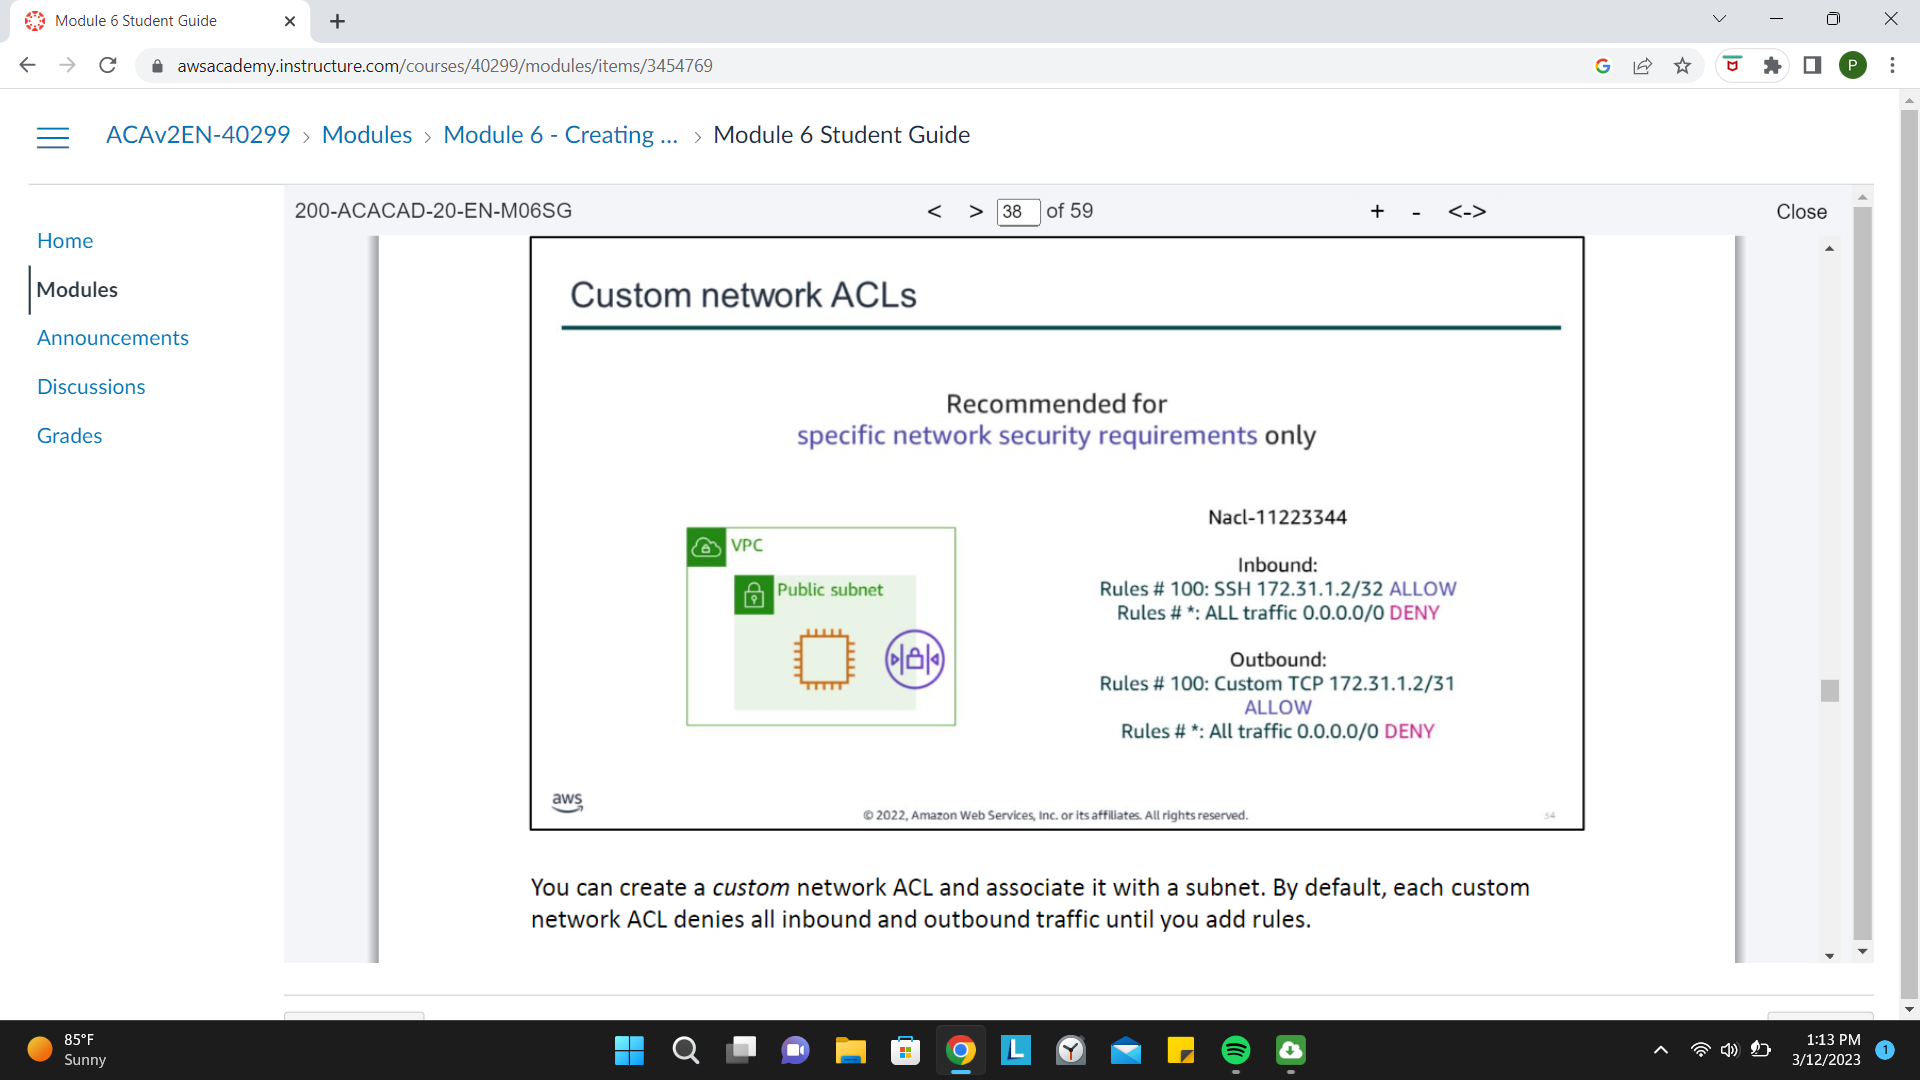 Module 6 Student Guide
awsacademy.instructure.com/courses/40299/modules/items/3454769
P
ACAv2EN-40299 › Modules › Module 6 - Creating ... › Module 6 Student Guide
200-ACACAD-20-EN-M06SG
< > 38 of 59
+ - <->
Close
Home
Modules
Announcements
Discussions
Grades
Custom network ACLs
Recommended for
specific network security requirements only
VPC
Public subnet
Nacl-11223344
Inbound:
Rules # 100: SSH 172.31.1.2/32 ALLOW
Rules # *: ALL traffic 0.0.0.0/0 DENY
Outbound:
Rules # 100: Custom TCP 172.31.1.2/31
ALLOW
Rules # *: All traffic 0.0.0.0/0 DENY
aws
© 2022, Amazon Web Services, Inc. or its affiliates. All rights reserved.
54
You can create a custom network ACL and associate it with a subnet. By default, each custom
network ACL denies all inbound and outbound traffic until you add rules.
85°F
Sunny
L
1:13 PM
3/12/2023
1